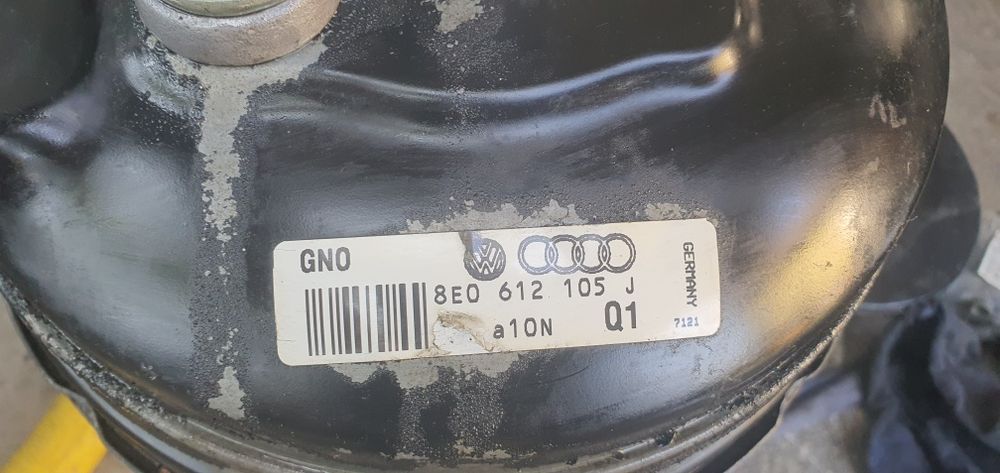 GNO
8E0 612 105 J
a10N Q1
GERMANY
7121